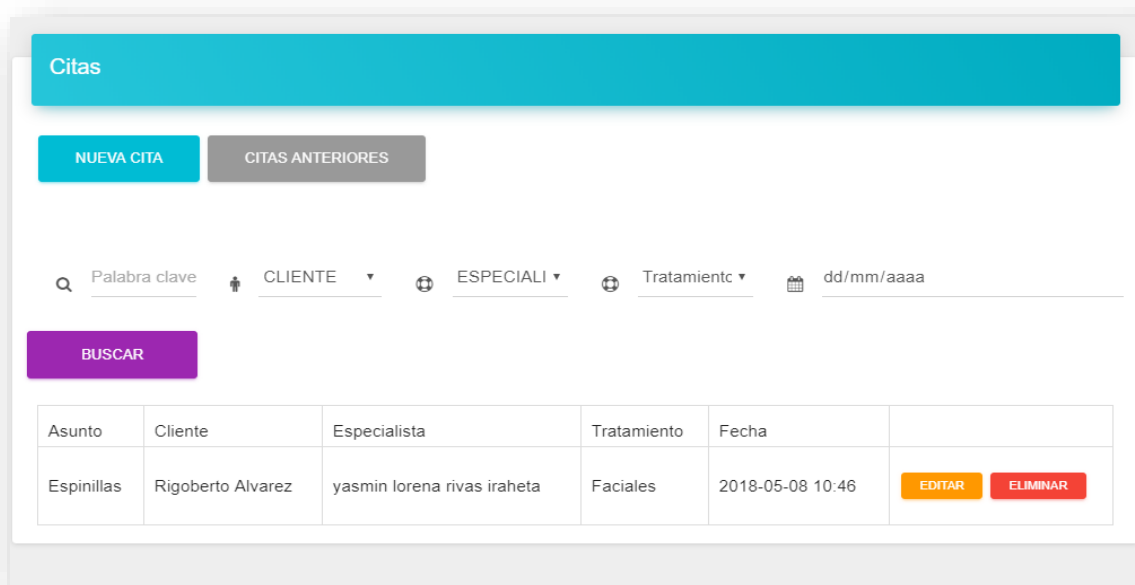 Citas
NUEVA CITA CITAS ANTERIORES
Palabra clave CLIENTE ESPECIALI Tratamiento dd/mm/aaaa
BUSCAR
Asunto Cliente Especialista Tratamiento Fecha
Espinillas Rigoberto Alvarez yasmin lorena rivas iraheta Faciales 2018-05-08 10:46 EDITAR ELIMINAR